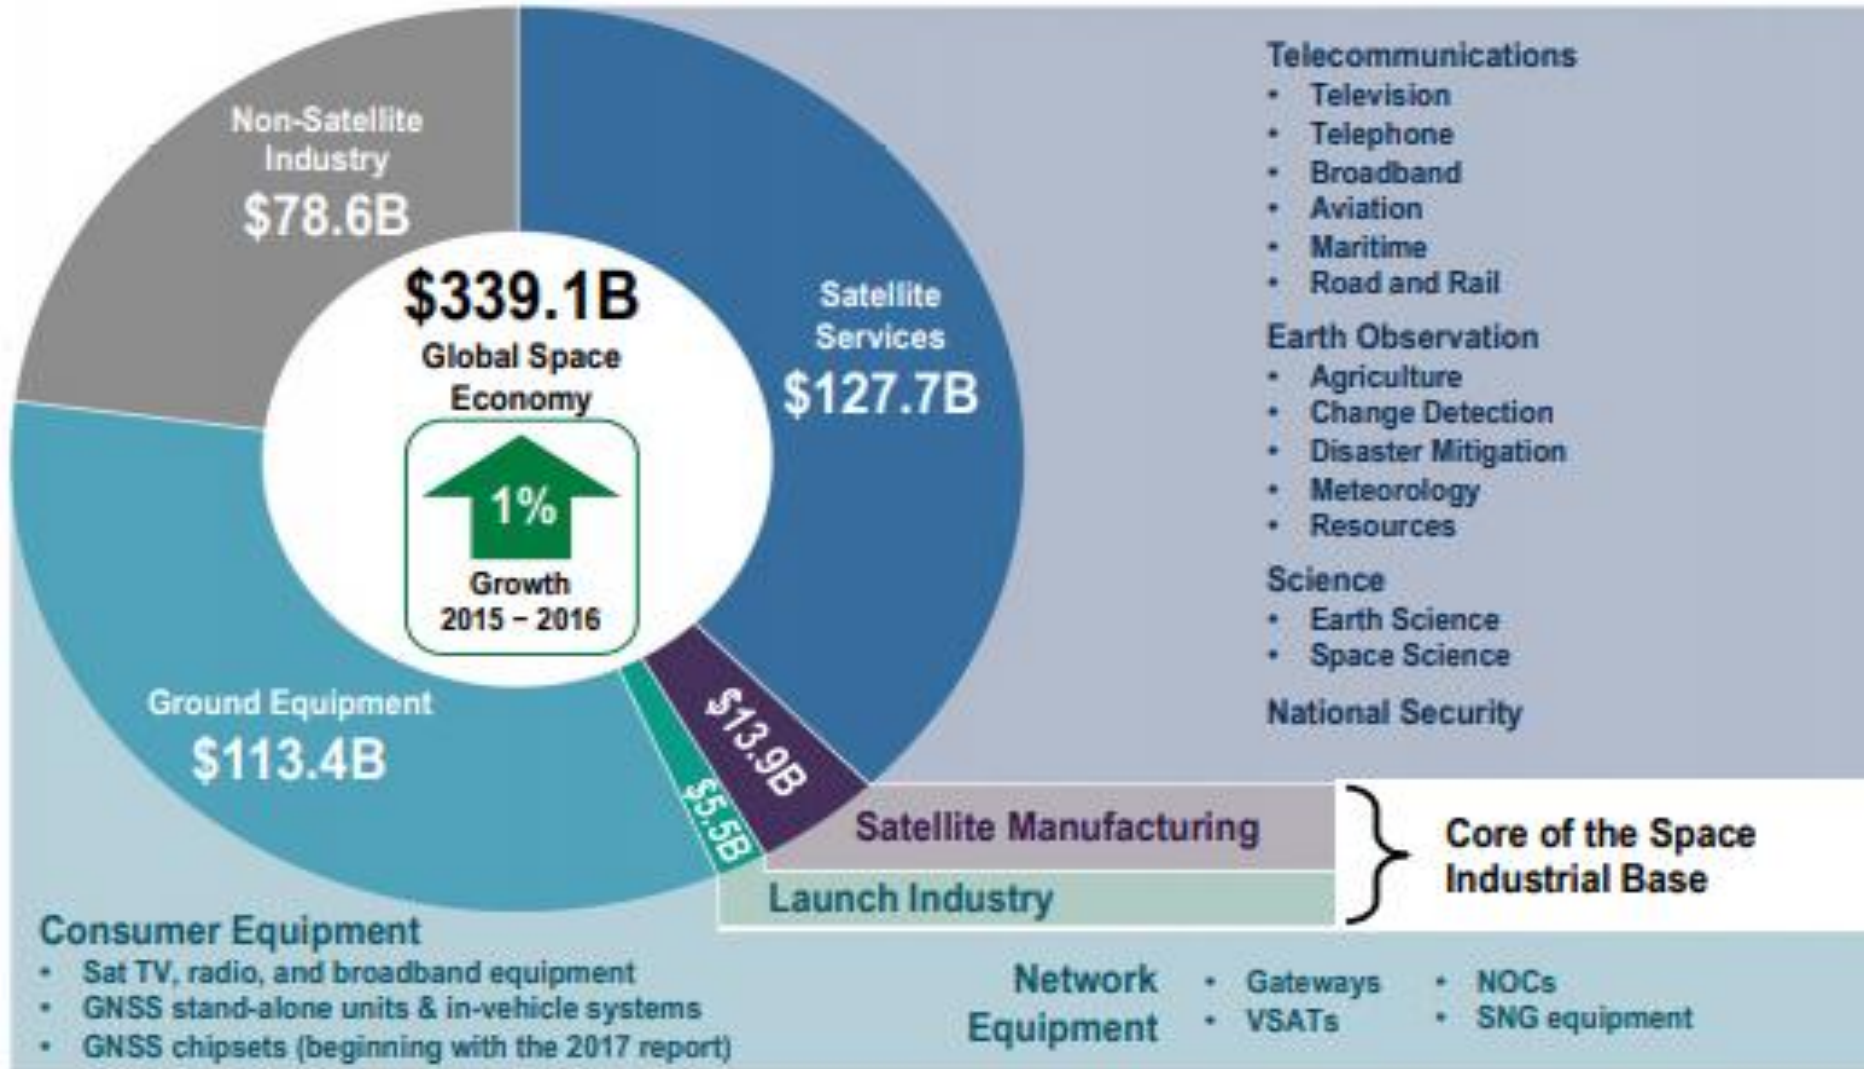 Non-Satellite
Industry
$78.6B
$339.1B
Global Space
Economy
1%
Growth
2015 – 2016
Satellite
Services
$127.7B
Ground Equipment
$113.4B
$13.9B
$5.5B
Telecommunications
• Television
• Telephone
• Broadband
• Aviation
• Maritime
• Road and Rail
Earth Observation
• Agriculture
• Change Detection
• Disaster Mitigation
• Meteorology
• Resources
Science
• Earth Science
• Space Science
National Security
Satellite Manufacturing
Launch Industry
Core of the Space
Industrial Base
Consumer Equipment
• Sat TV, radio, and broadband equipment
• GNSS stand-alone units & in-vehicle systems
• GNSS chipsets (beginning with the 2017 report)
Network
Equipment
• Gateways
• VSATs
• NOCs
• SNG equipment